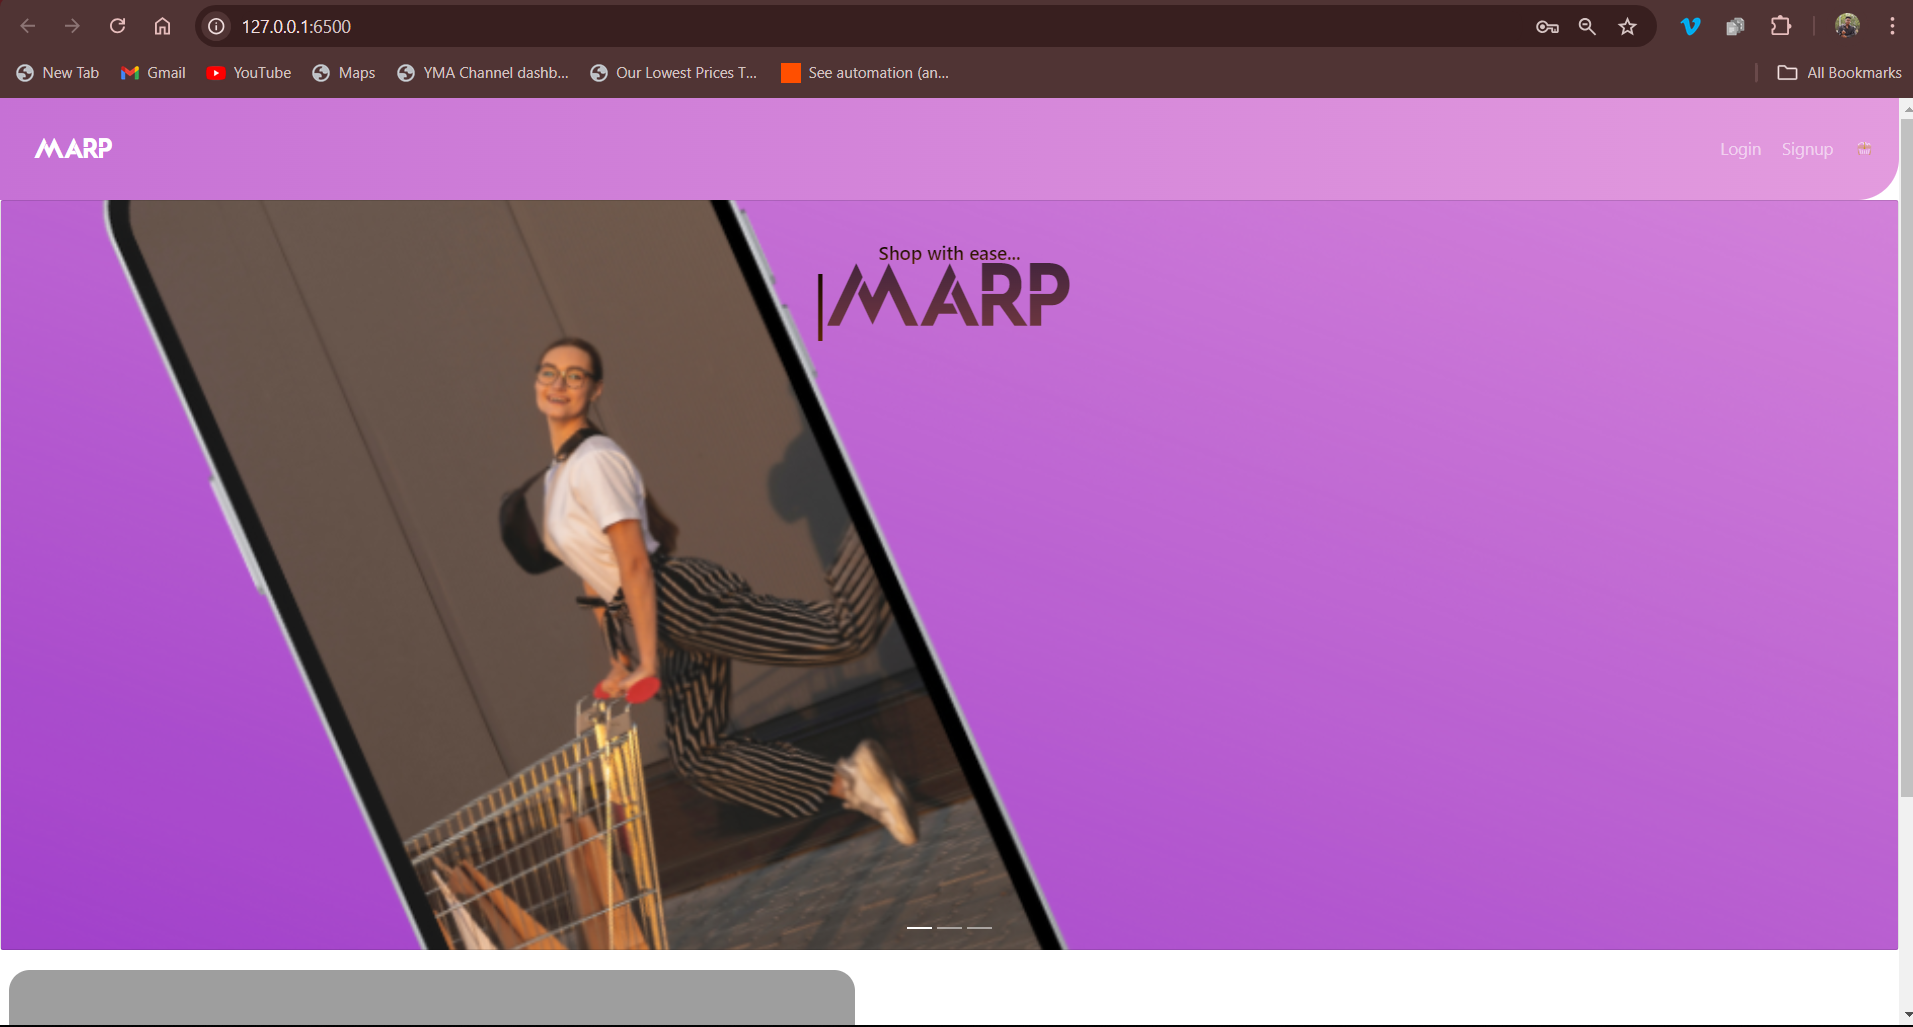 127.0.0.1:6500
New Tab
Gmail
YouTube
Maps
YMA Channel dashb...
Our Lowest Prices T...
See automation (an...
All Bookmarks
MARP
Login
Signup
Shop with ease...
MARP